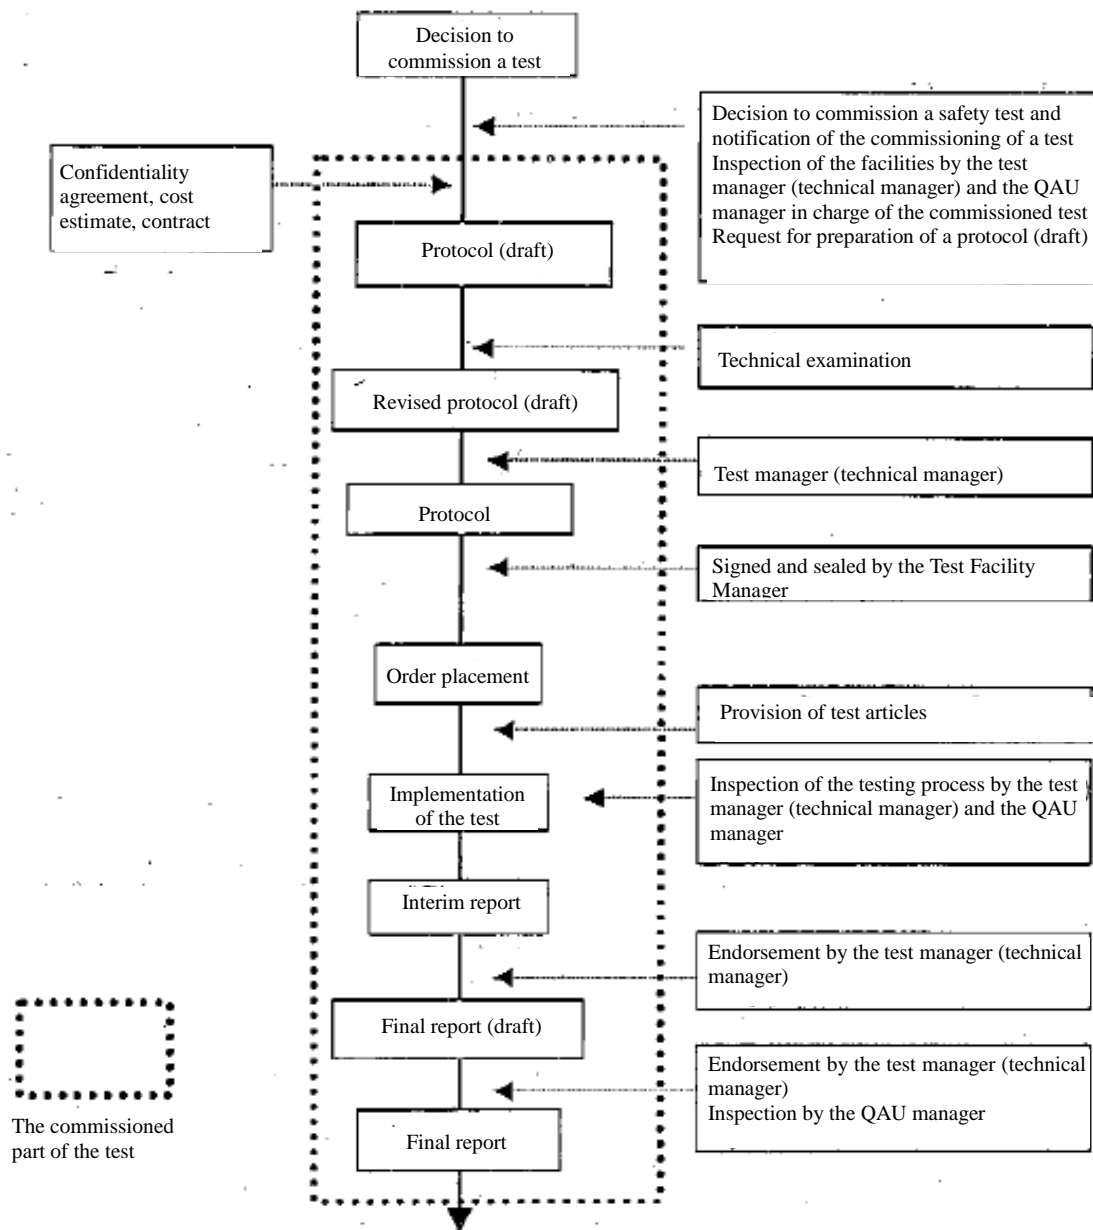 Decision to
commission a test
Decision to commission a safety test and
notification of the commissioning of a test
Inspection of the facilities by the test
manager (technical manager) and the QAU
manager in charge of the commissioned test
Request for preparation of a protocol (draft)
Confidentiality
agreement, cost
estimate, contract
Protocol (draft)
Technical examination
Revised protocol (draft)
Test manager (technical manager)
Protocol
Signed and sealed by the Test Facility
Manager
Order placement
Provision of test articles
Implementation
of the test
Inspection of the testing process by the test
manager (technical manager) and the QAU
manager
Interim report
Endorsement by the test manager (technical
manager)
Final report (draft)
Endorsement by the test manager (technical
manager)
Inspection by the QAU manager
Final report
The commissioned
part of the test